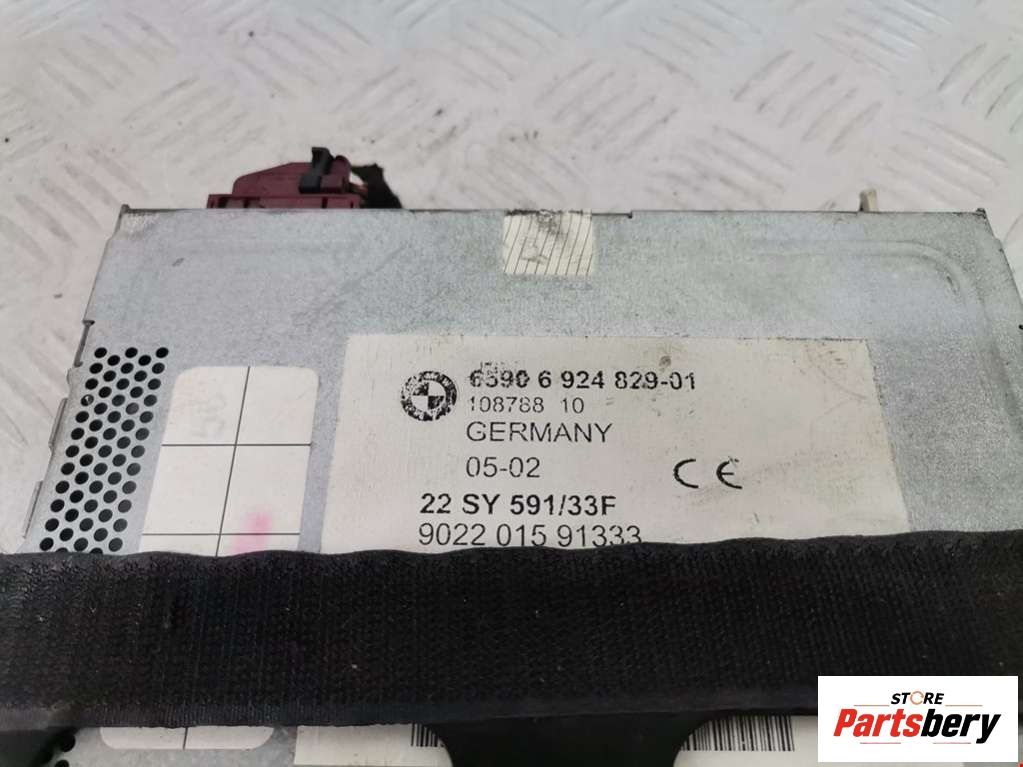 6590 6 924 829-01
108788 10
GERMANY
05-02
CE
22 SY 591/33F
9022 015 91333
STORE
Partsbery